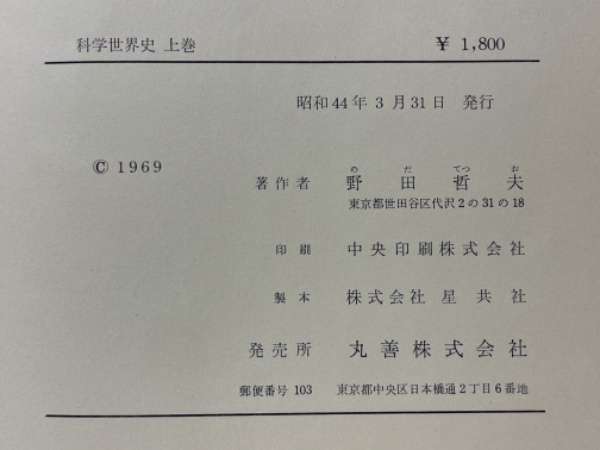 科学世界史 上巻 ¥ 1,800
昭和44年 3 月31日 発行
© 1969
の だ てつ お
著作者 野 田 哲 夫
東京都世田谷区代沢2の31の18
印刷 中央印刷株式会社
製本 株式会社星共社
発売所 丸善株式会社
郵便番号 103 東京都中央区日本橋通2丁目6番地